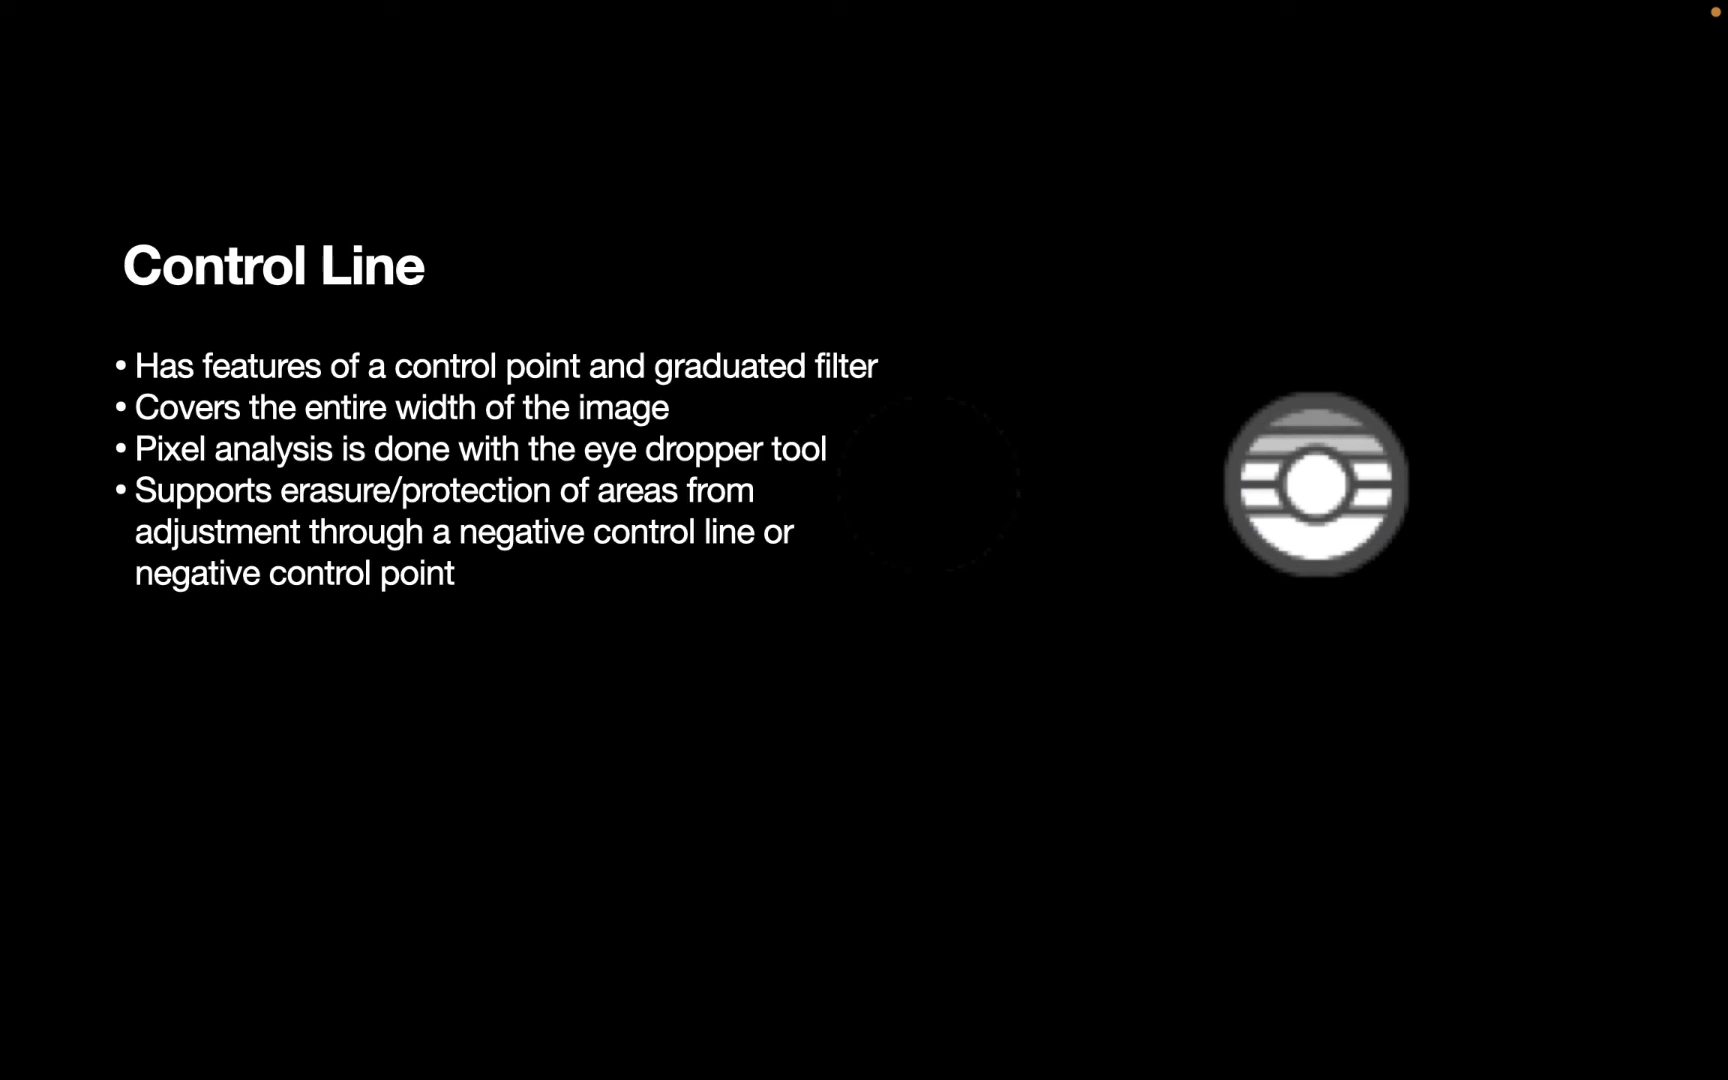 Control Line
• Has features of a control point and graduated filter
• Covers the entire width of the image
• Pixel analysis is done with the eye dropper tool
• Supports erasure/protection of areas from
adjustment through a negative control line or
negative control point